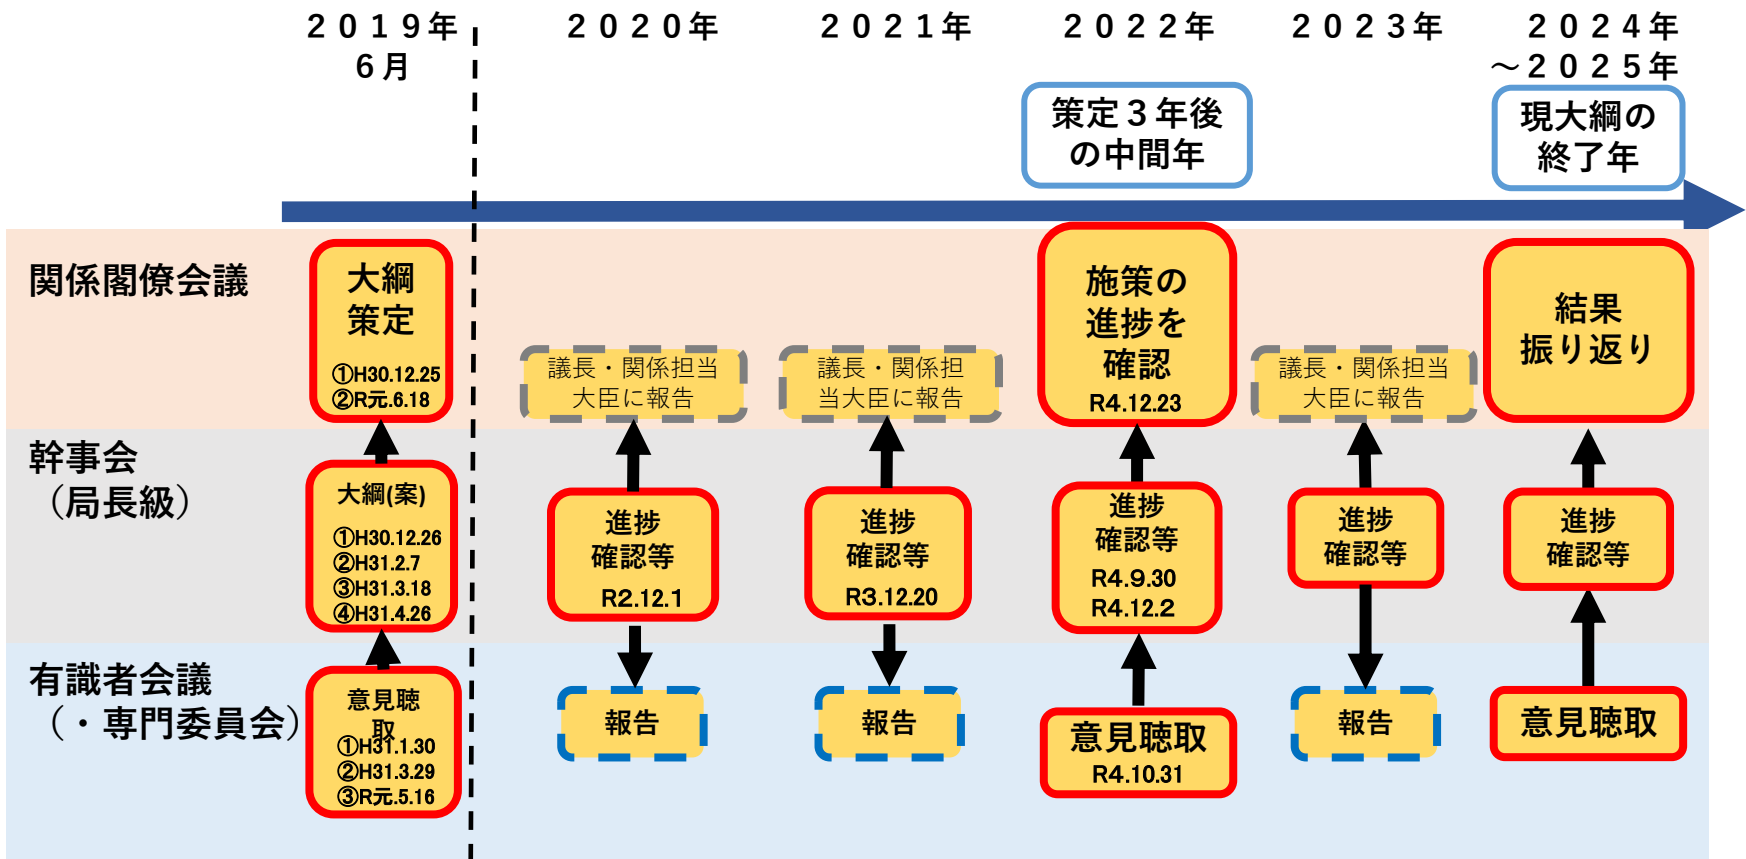 ２０１９年
６月
２０２０年
２０２１年
２０２２年
２０２３年
２０２４年
～２０２５年
策定３年後
の中間年
現大綱の
終了年
関係閣僚会議
大綱
策定
①H30.12.25
②R元.6.18
議長・関係担当
大臣に報告
議長・関係担
当大臣に報告
施策の
進捗を
確認
R4.12.23
議長・関係担当
大臣に報告
結果
振り返り
幹事会
（局長級）
大綱(案)
①H30.12.26
②H31.2.7
③H31.3.18
④H31.4.26
進捗
確認等
R2.12.1
進捗
確認等
R3.12.20
進捗
確認等
R4.9.30
R4.12.2
進捗
確認等
進捗
確認等
有識者会議
（・専門委員会）
意見聴
取
①H31.1.30
②H31.3.29
③R元.5.16
報告
報告
意見聴取
R4.10.31
報告
意見聴取